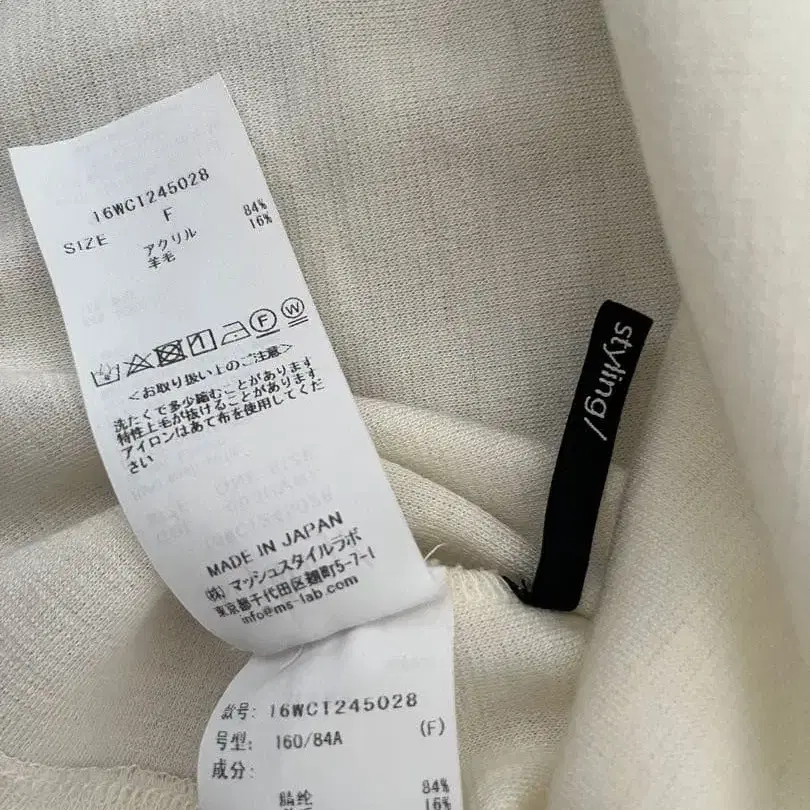 16WCT245028
SIZE F
アクリル 84%
羊毛 16%
<お取り扱い上のご注意>
洗たくで多少縮むことがあります
特性上毛が抜けることがあります
アイロンはあて布を使用してくだ
さい
MADE IN JAPAN
(株)マッシュスタイルラボ
東京都千代田区麹町5-7-1
info@ms-lab.com
styling/
款号: 16WCT245028
号型: 160/84A (F)
成分:
腈纶 84%
16%